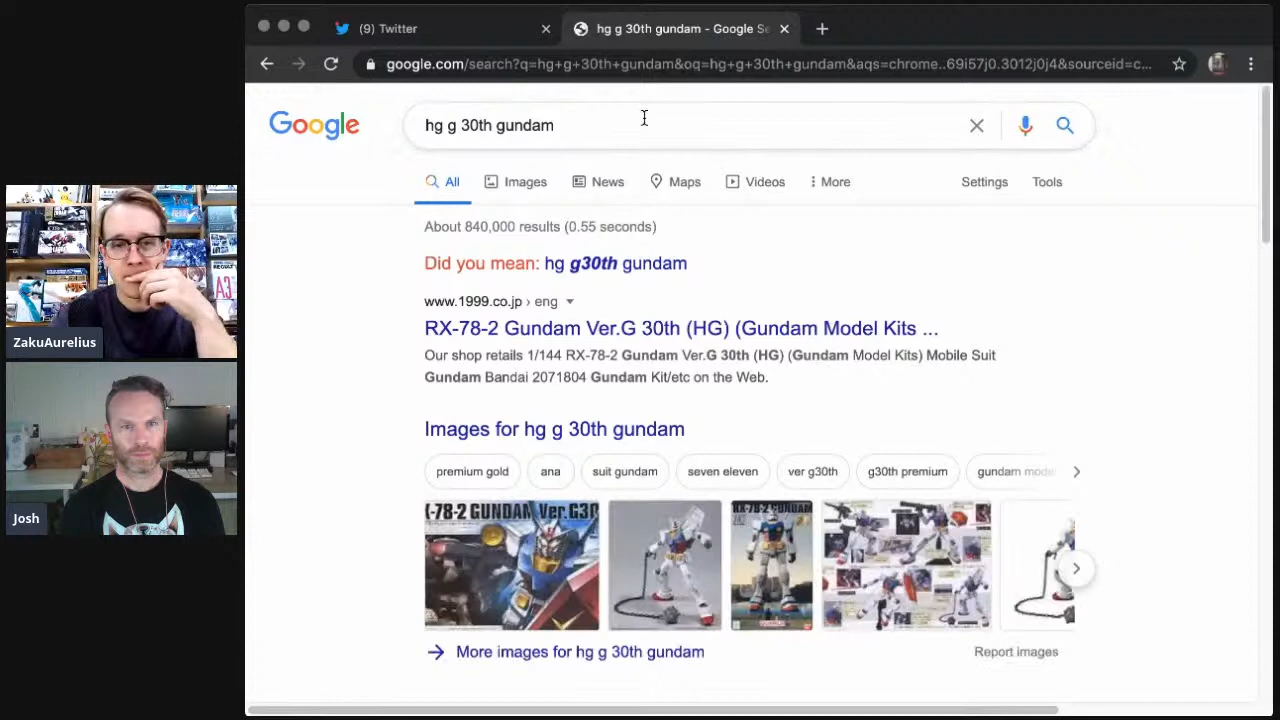 (9) Twitter
hg g 30th gundam - Google Se
google.com/search?q=hg+g+30th+gundam&oq=hg+g+30th+gundam&aqs=chrome..69i57j0.3012j0j4&sourceid=c...
Google
hg g 30th gundam
All
Images
News
Maps
Videos
More
Settings
Tools
About 840,000 results (0.55 seconds)
Did you mean: hg g30th gundam
www.1999.co.jp › eng
RX-78-2 Gundam Ver.G 30th (HG) (Gundam Model Kits ...
Our shop retails 1/144 RX-78-2 Gundam Ver.G 30th (HG) (Gundam Model Kits) Mobile Suit
Gundam Bandai 2071804 Gundam Kit/etc on the Web.
Images for hg g 30th gundam
premium gold
ana
suit gundam
seven eleven
ver g30th
g30th premium
gundam mode
-78-2 GUNDAM Ver.G30
RX-78-2 GUNDAM
More images for hg g 30th gundam
Report images
A3
ZakuAurelius
Josh